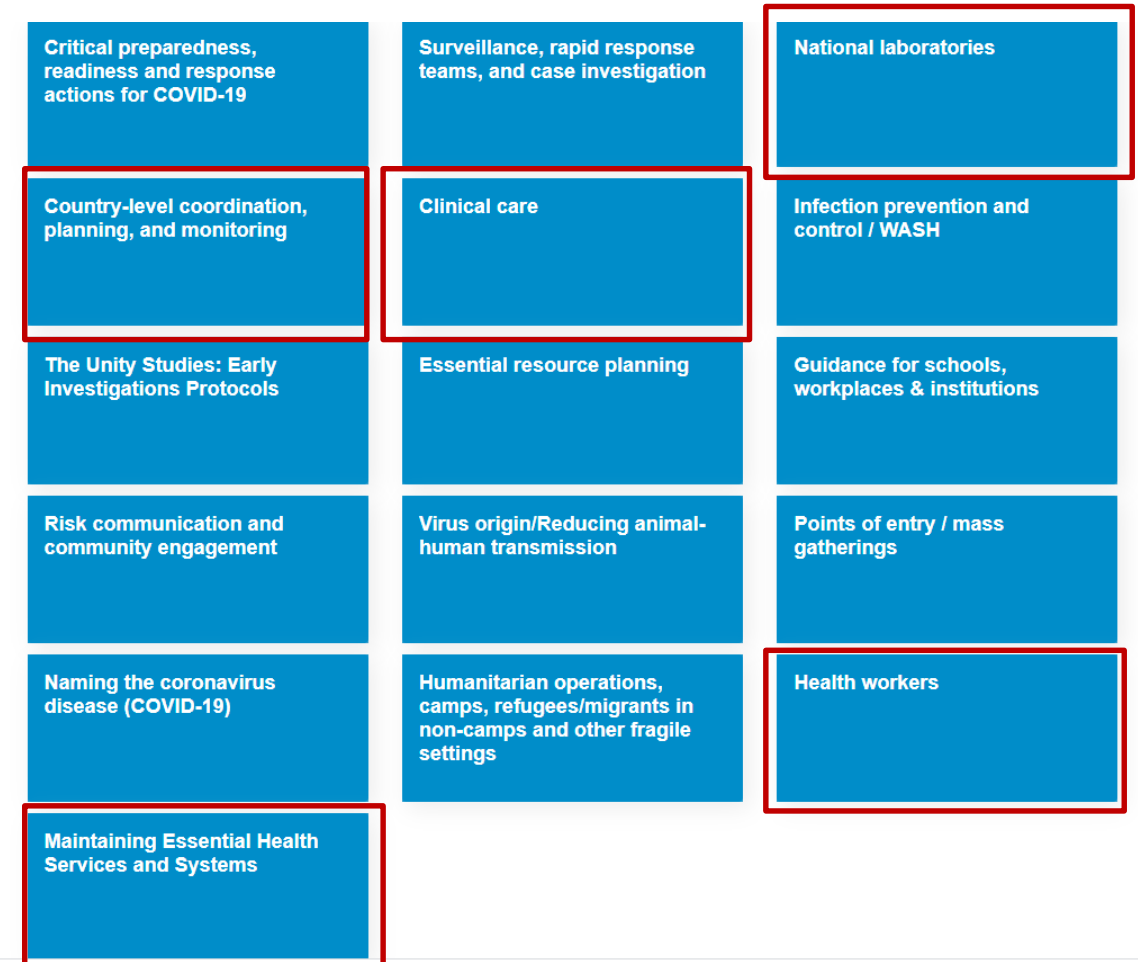 Critical preparedness,
readiness and response
actions for COVID-19
Surveillance, rapid response
teams, and case investigation
National laboratories
Country-level coordination,
planning, and monitoring
Clinical care
Infection prevention and
control / WASH
The Unity Studies: Early
Investigations Protocols
Essential resource planning
Guidance for schools,
workplaces & institutions
Risk communication and
community engagement
Virus origin/Reducing animal-
human transmission
Points of entry / mass
gatherings
Naming the coronavirus
disease (COVID-19)
Humanitarian operations,
camps, refugees/migrants in
non-camps and other fragile
settings
Health workers
Maintaining Essential Health
Services and Systems